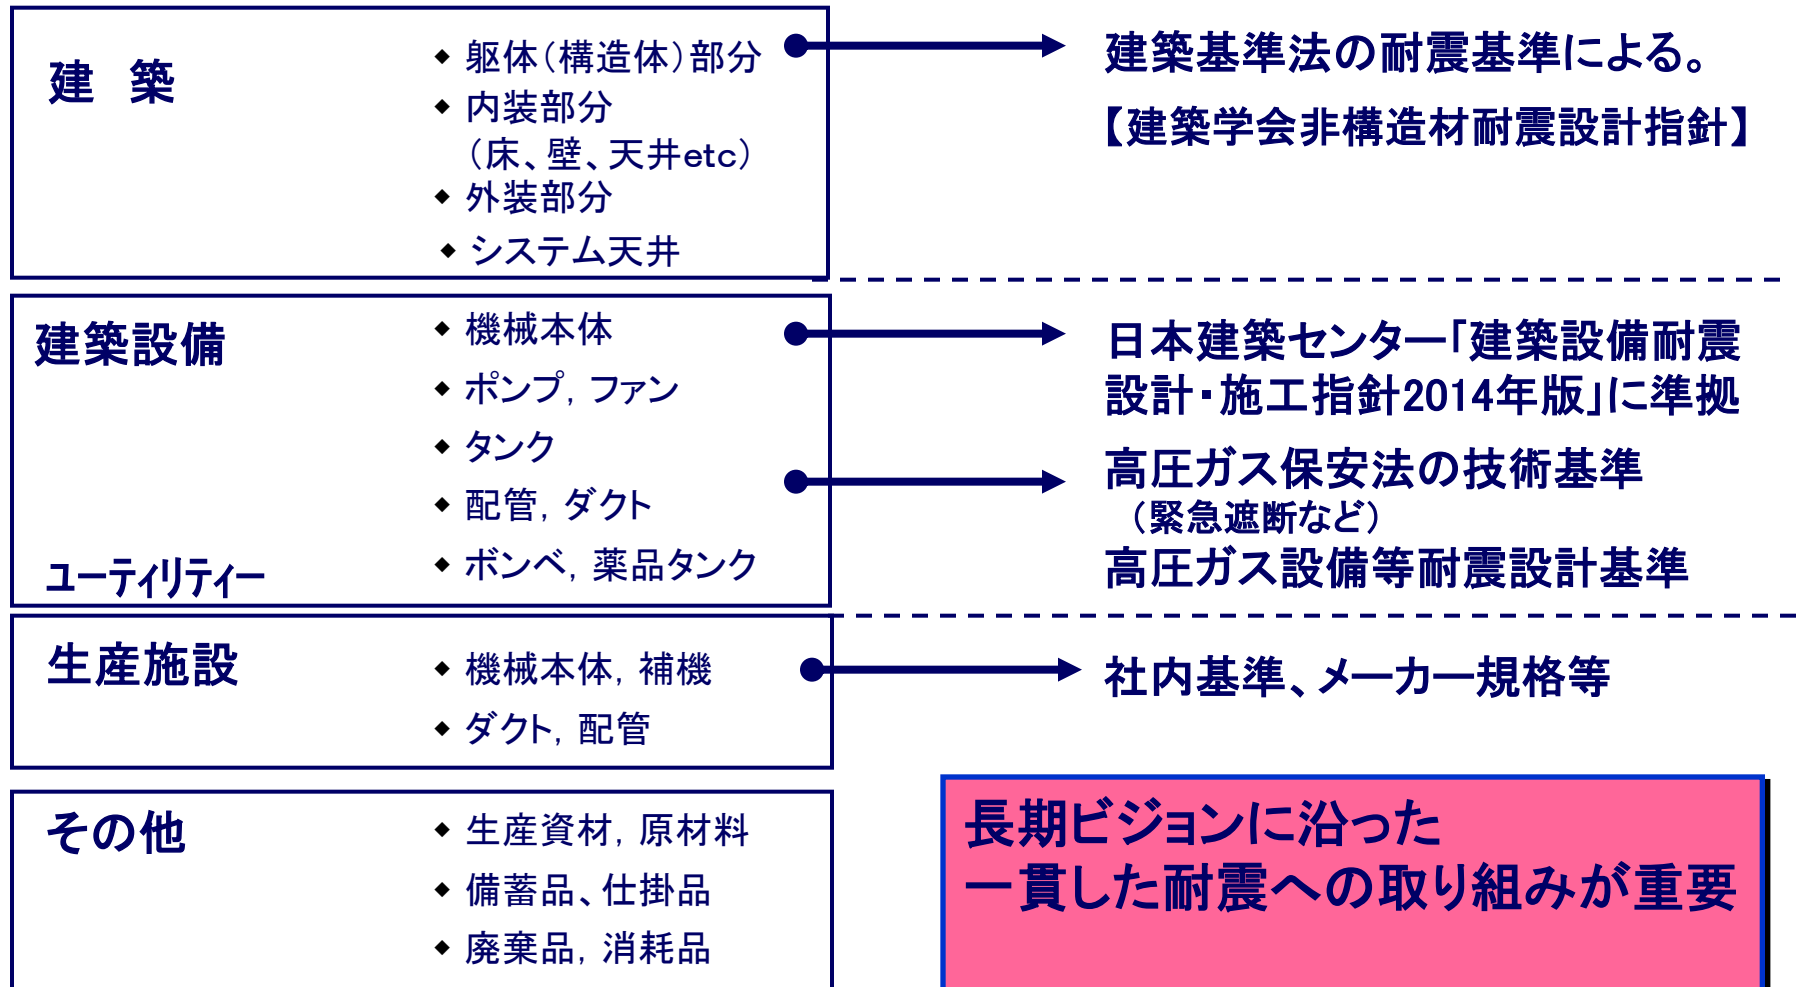 建　築
◆ 躯体（構造体）部分
◆ 内装部分
（床、壁、天井etc）
◆ 外装部分
◆ システム天井
建築基準法の耐震基準による。
【建築学会非構造材耐震設計指針】
建築設備
◆ 機械本体
◆ ポンプ，ファン
◆ タンク
◆ 配管，ダクト
ユーティリティー
◆ ボンベ，薬品タンク
日本建築センター「建築設備耐震
設計・施工指針2014年版」に準拠
高圧ガス保安法の技術基準
（緊急遮断など）
高圧ガス設備等耐震設計基準
生産施設
◆ 機械本体，補機
◆ ダクト，配管
社内基準、メーカー規格等
その他
◆ 生産資材，原材料
◆ 備蓄品、仕掛品
◆ 廃棄品，消耗品
長期ビジョンに沿った
一貫した耐震への取り組みが重要